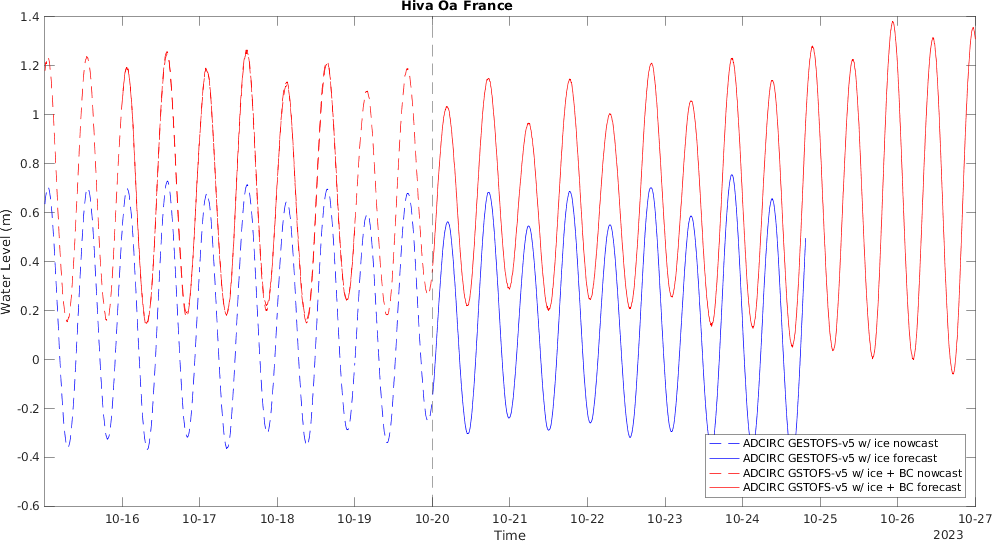 Hiva Oa France
1.4
1.2
1
0.8
0.6
0.4
0.2
0
-0.2
-0.4
-0.6
Water Level (m)
ADCIRC GESTOFS-v5 w/ ice nowcast
ADCIRC GESTOFS-v5 w/ ice forecast
ADCIRC GSTOFS-v5 w/ ice + BC nowcast
ADCIRC GSTOFS-v5 w/ ice + BC forecast
10-16 10-17 10-18 10-19 10-20 10-21 10-22 10-23 10-24 10-25 10-26 10-27
Time
2023